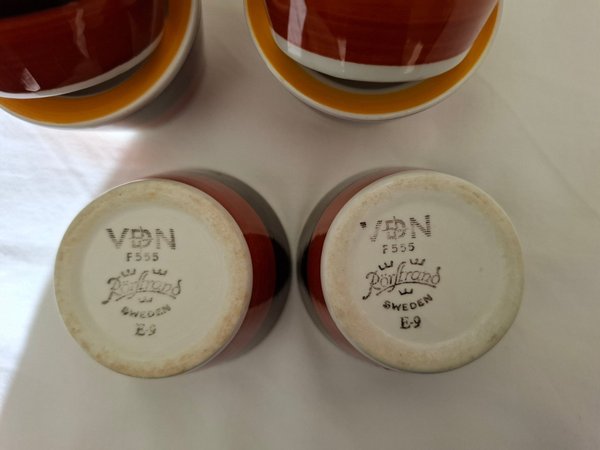 VDN
F555
Rörstrand
SWEDEN
E-9
VDN
F555
Rörstrand
SWEDEN
E-9